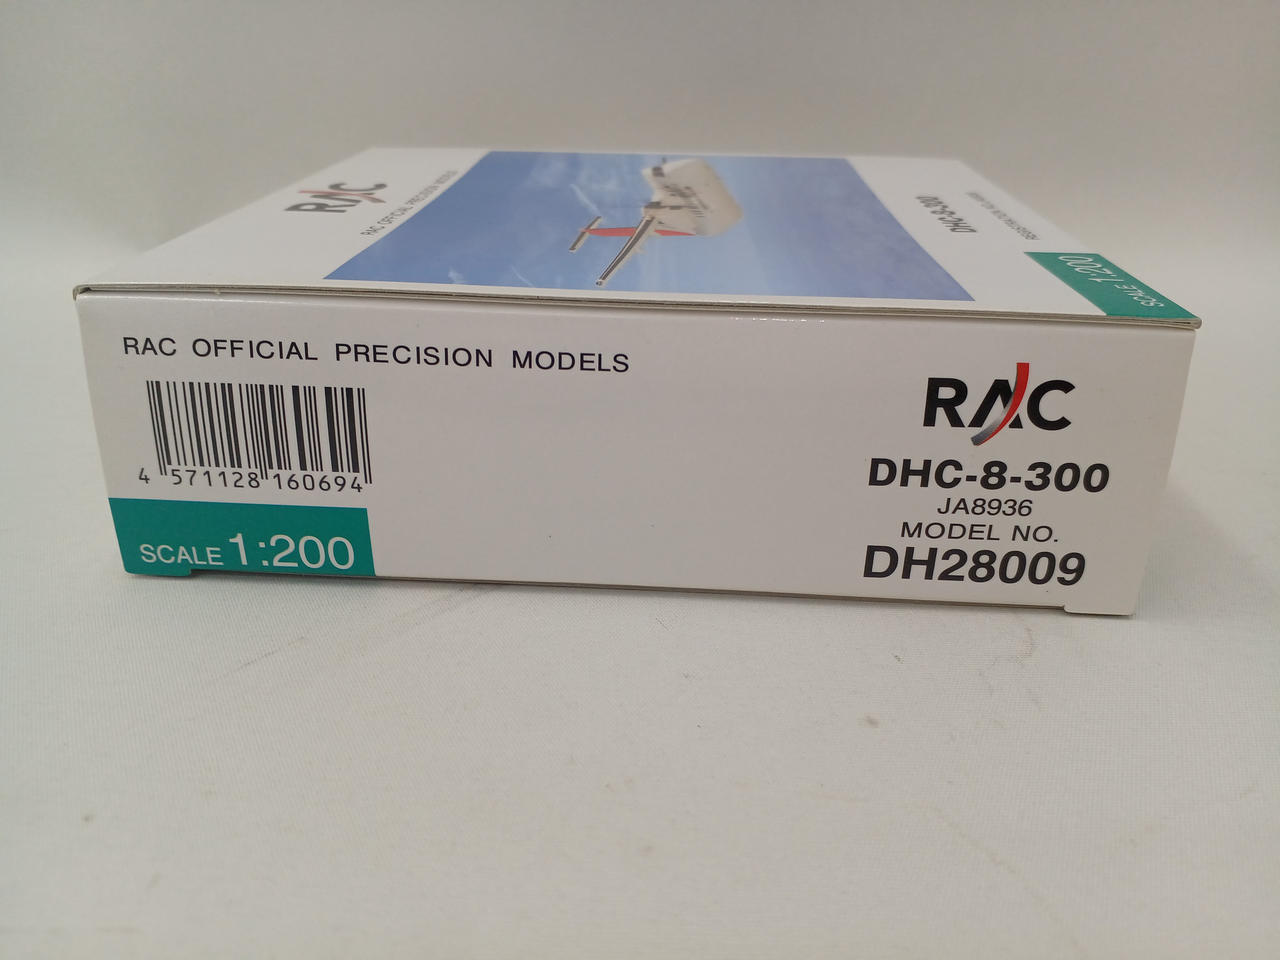 RAC
RAC OFFICIAL PRECISION MODELS
DHC-8-300
SCALE 1:200
RAC OFFICIAL PRECISION MODELS
4 571128 160694
SCALE 1:200
RAC
DHC-8-300
JA8936
MODEL NO.
DH28009